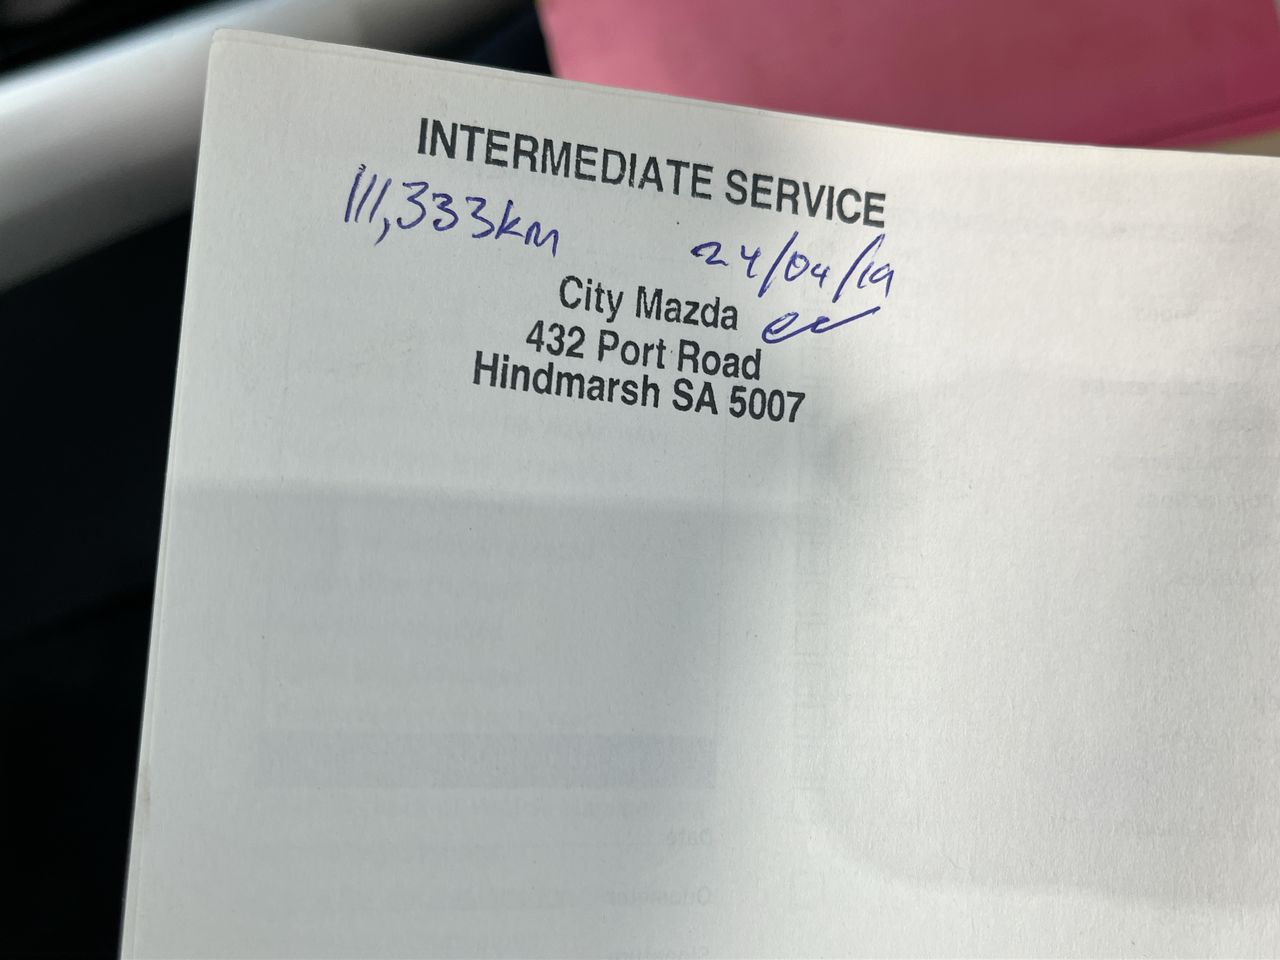 INTERMEDIATE SERVICE
111,333km 24/04/19
City Mazda
432 Port Road
Hindmarsh SA 5007